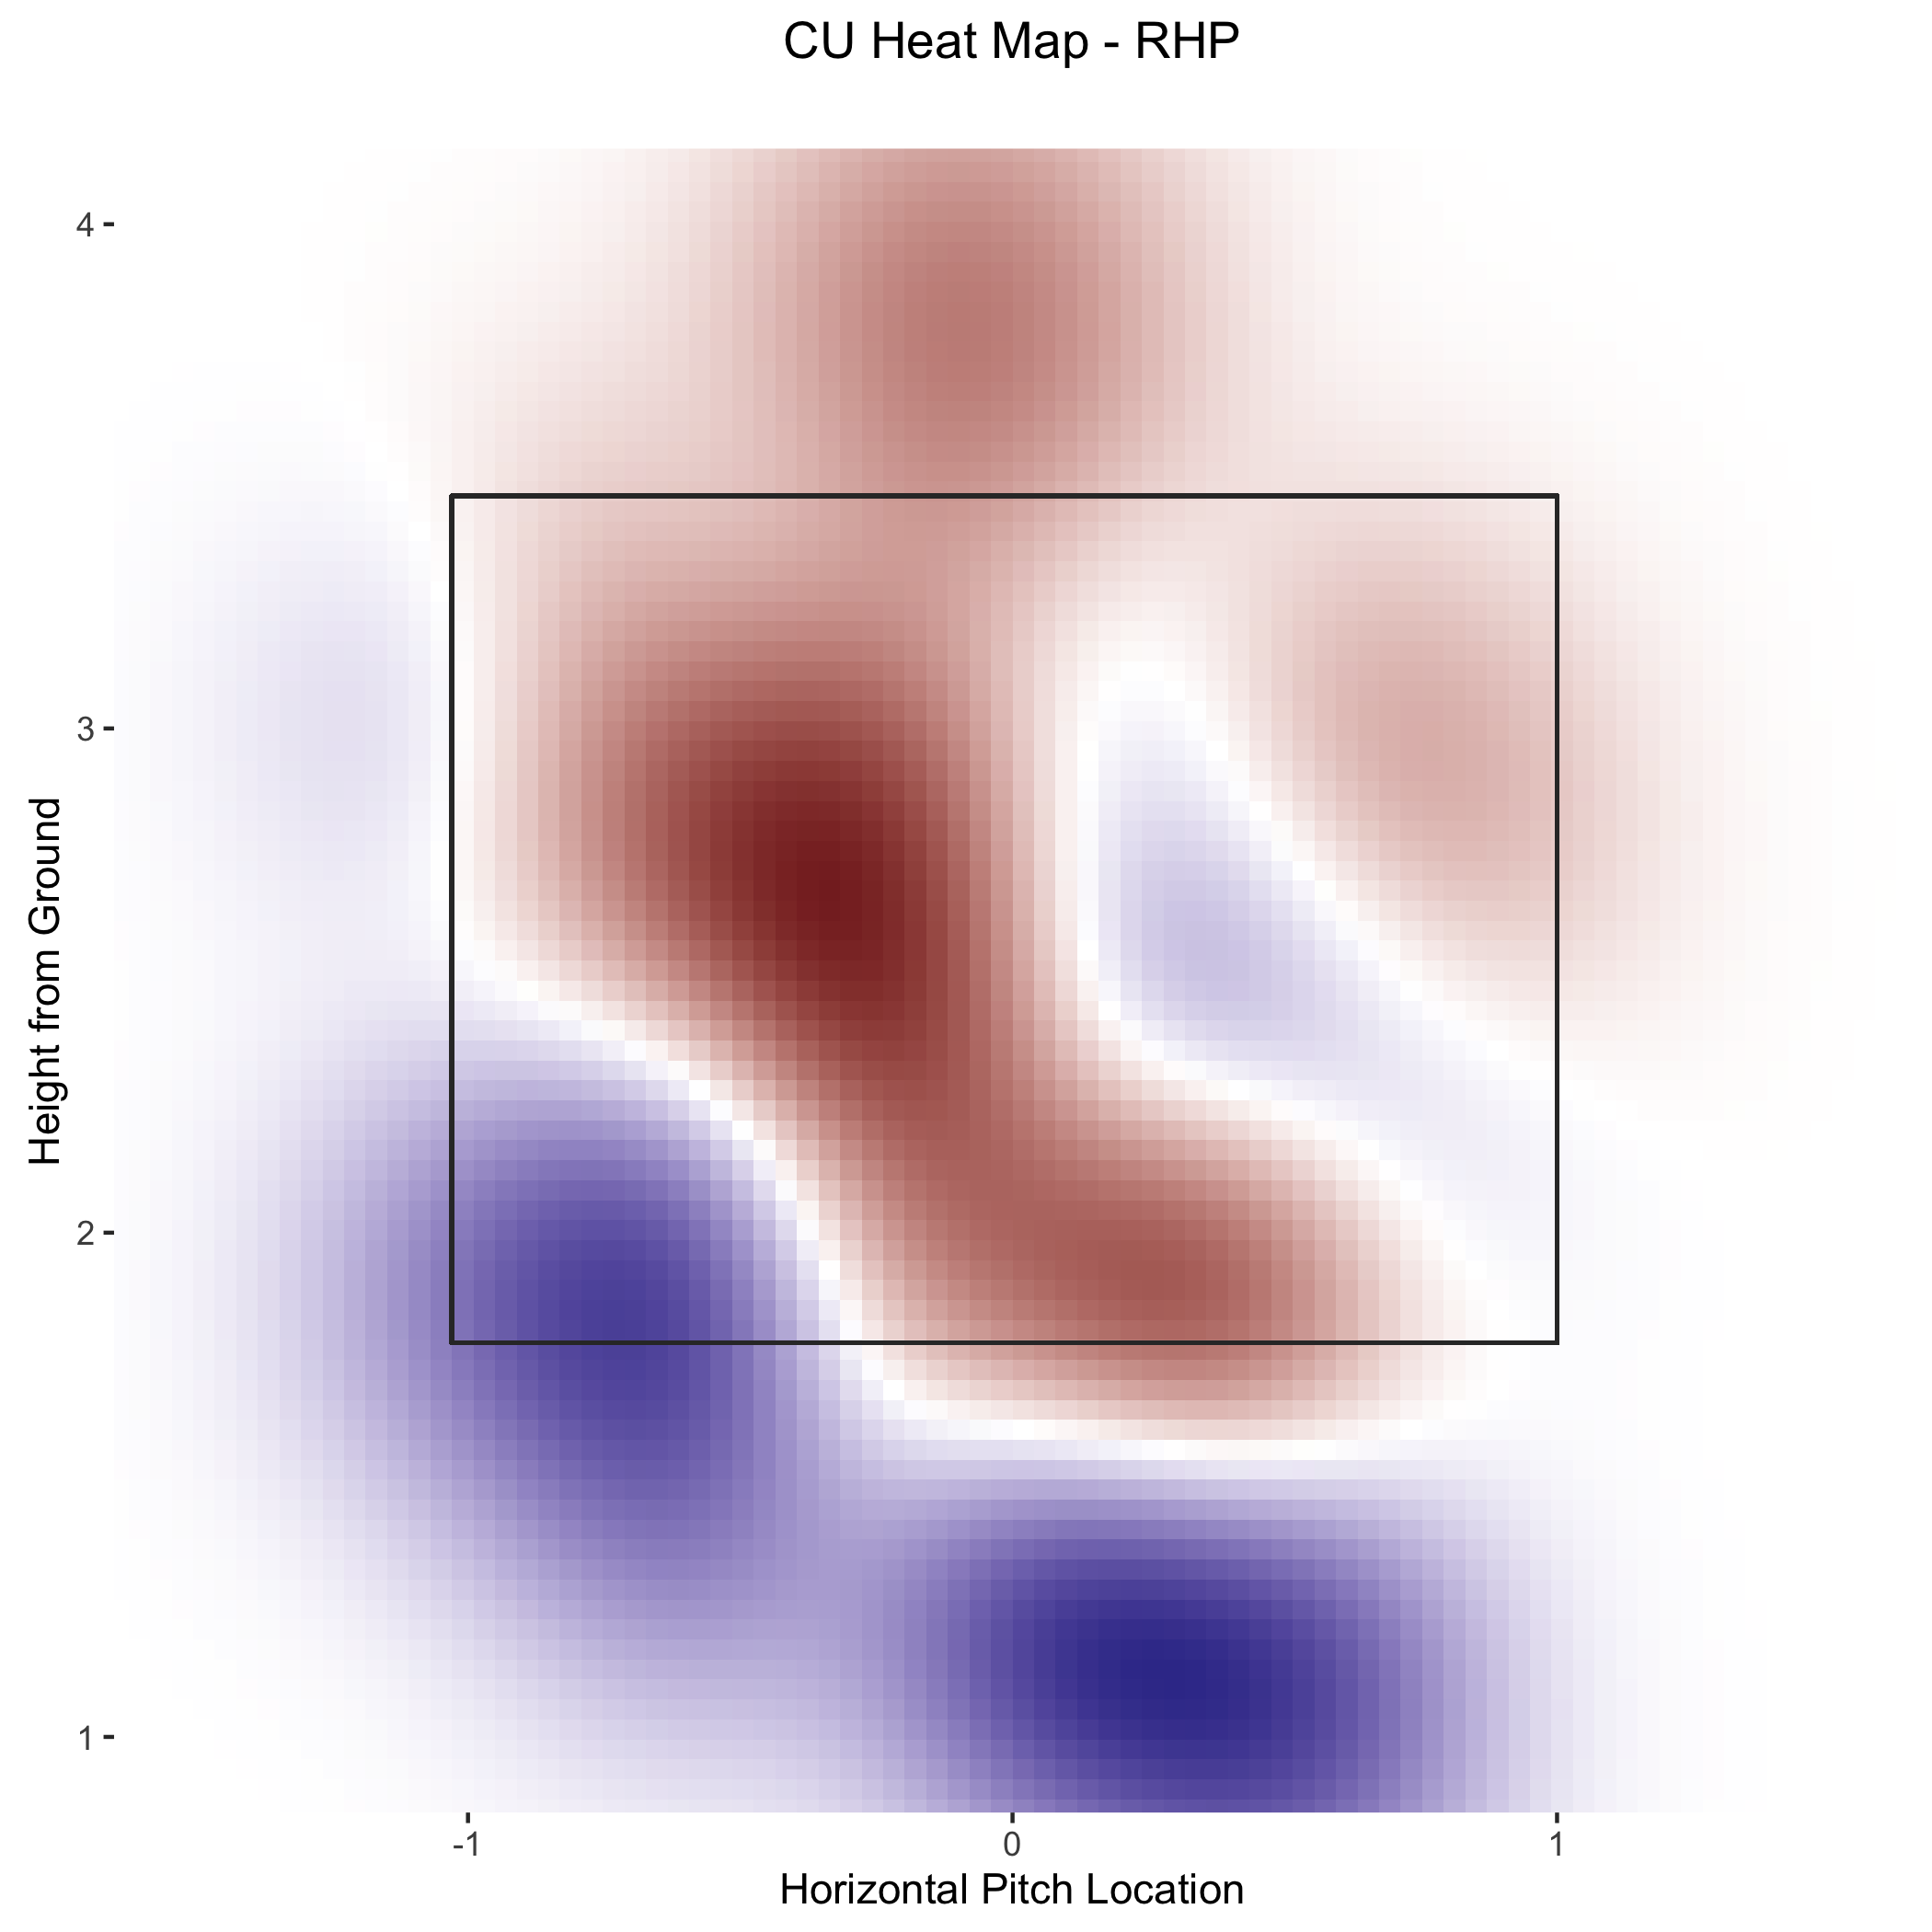 CU Heat Map - RHP
4
3
2
1
Height from Ground
-1 0 1
Horizontal Pitch Location